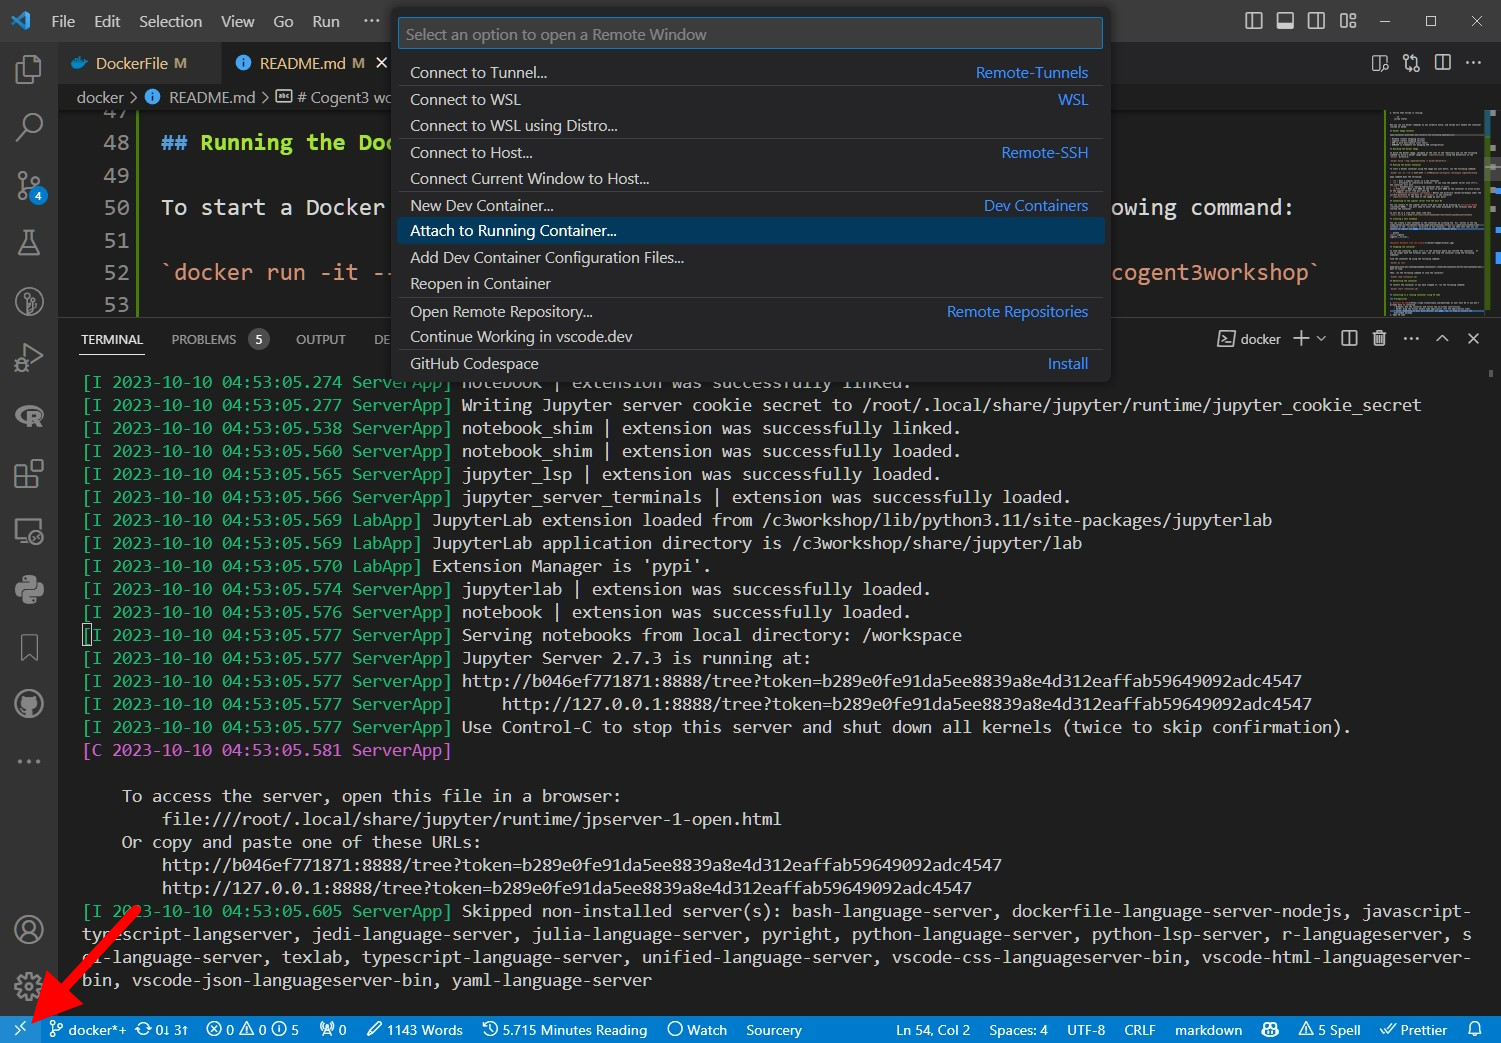 File Edit Selection View Go Run ···
Select an option to open a Remote Window
Connect to Tunnel... Remote-Tunnels
Connect to WSL WSL
Connect to WSL using Distro...
Connect to Host... Remote-SSH
Connect Current Window to Host...
New Dev Container... Dev Containers
Attach to Running Container...
Add Dev Container Configuration Files...
Reopen in Container
Open Remote Repository... Remote Repositories
Continue Working in vscode.dev
GitHub Codespace Install
DockerFile M README.md M
docker > README.md > # Cogent3 wo
47
48 ## Running the Doc
49
50 To start a Docker owing command:
51
52 `docker run -it -- cogent3workshop`
53
4
TERMINAL PROBLEMS 5 OUTPUT DE docker
[I 2023-10-10 04:53:05.274 ServerApp] notebook | extension was successfully linked.
[I 2023-10-10 04:53:05.277 ServerApp] Writing Jupyter server cookie secret to /root/.local/share/jupyter/runtime/jupyter_cookie_secret
[I 2023-10-10 04:53:05.538 ServerApp] notebook_shim | extension was successfully linked.
[I 2023-10-10 04:53:05.560 ServerApp] notebook_shim | extension was successfully loaded.
[I 2023-10-10 04:53:05.565 ServerApp] jupyter_lsp | extension was successfully loaded.
[I 2023-10-10 04:53:05.566 ServerApp] jupyter_server_terminals | extension was successfully loaded.
[I 2023-10-10 04:53:05.569 LabApp] JupyterLab extension loaded from /c3workshop/lib/python3.11/site-packages/jupyterlab
[I 2023-10-10 04:53:05.569 LabApp] JupyterLab application directory is /c3workshop/share/jupyter/lab
[I 2023-10-10 04:53:05.570 LabApp] Extension Manager is 'pypi'.
[I 2023-10-10 04:53:05.574 ServerApp] jupyterlab | extension was successfully loaded.
[I 2023-10-10 04:53:05.576 ServerApp] notebook | extension was successfully loaded.
[I 2023-10-10 04:53:05.577 ServerApp] Serving notebooks from local directory: /workspace
[I 2023-10-10 04:53:05.577 ServerApp] Jupyter Server 2.7.3 is running at:
[I 2023-10-10 04:53:05.577 ServerApp] http://b046ef771871:8888/tree?token=b289e0fe91da5ee8839a8e4d312eaffab59649092adc4547
[I 2023-10-10 04:53:05.577 ServerApp] http://127.0.0.1:8888/tree?token=b289e0fe91da5ee8839a8e4d312eaffab59649092adc4547
[I 2023-10-10 04:53:05.577 ServerApp] Use Control-C to stop this server and shut down all kernels (twice to skip confirmation).
[C 2023-10-10 04:53:05.581 ServerApp]
To access the server, open this file in a browser:
file:///root/.local/share/jupyter/runtime/jpserver-1-open.html
Or copy and paste one of these URLs:
http://b046ef771871:8888/tree?token=b289e0fe91da5ee8839a8e4d312eaffab59649092adc4547
http://127.0.0.1:8888/tree?token=b289e0fe91da5ee8839a8e4d312eaffab59649092adc4547
[I 2023-10-10 04:53:05.605 ServerApp] Skipped non-installed server(s): bash-language-server, dockerfile-language-server-nodejs, javascript-
typescript-langserver, jedi-language-server, julia-language-server, pyright, python-language-server, python-lsp-server, r-languageserver, s
ql-language-server, texlab, typescript-language-server, unified-language-server, vscode-css-languageserver-bin, vscode-html-languageserver-
bin, vscode-json-languageserver-bin, yaml-language-server
docker*+ 0↓ 3↑ 0 0 5 0 1143 Words 5.715 Minutes Reading Watch Sourcery Ln 54, Col 2 Spaces: 4 UTF-8 CRLF markdown 5 Spell Prettier